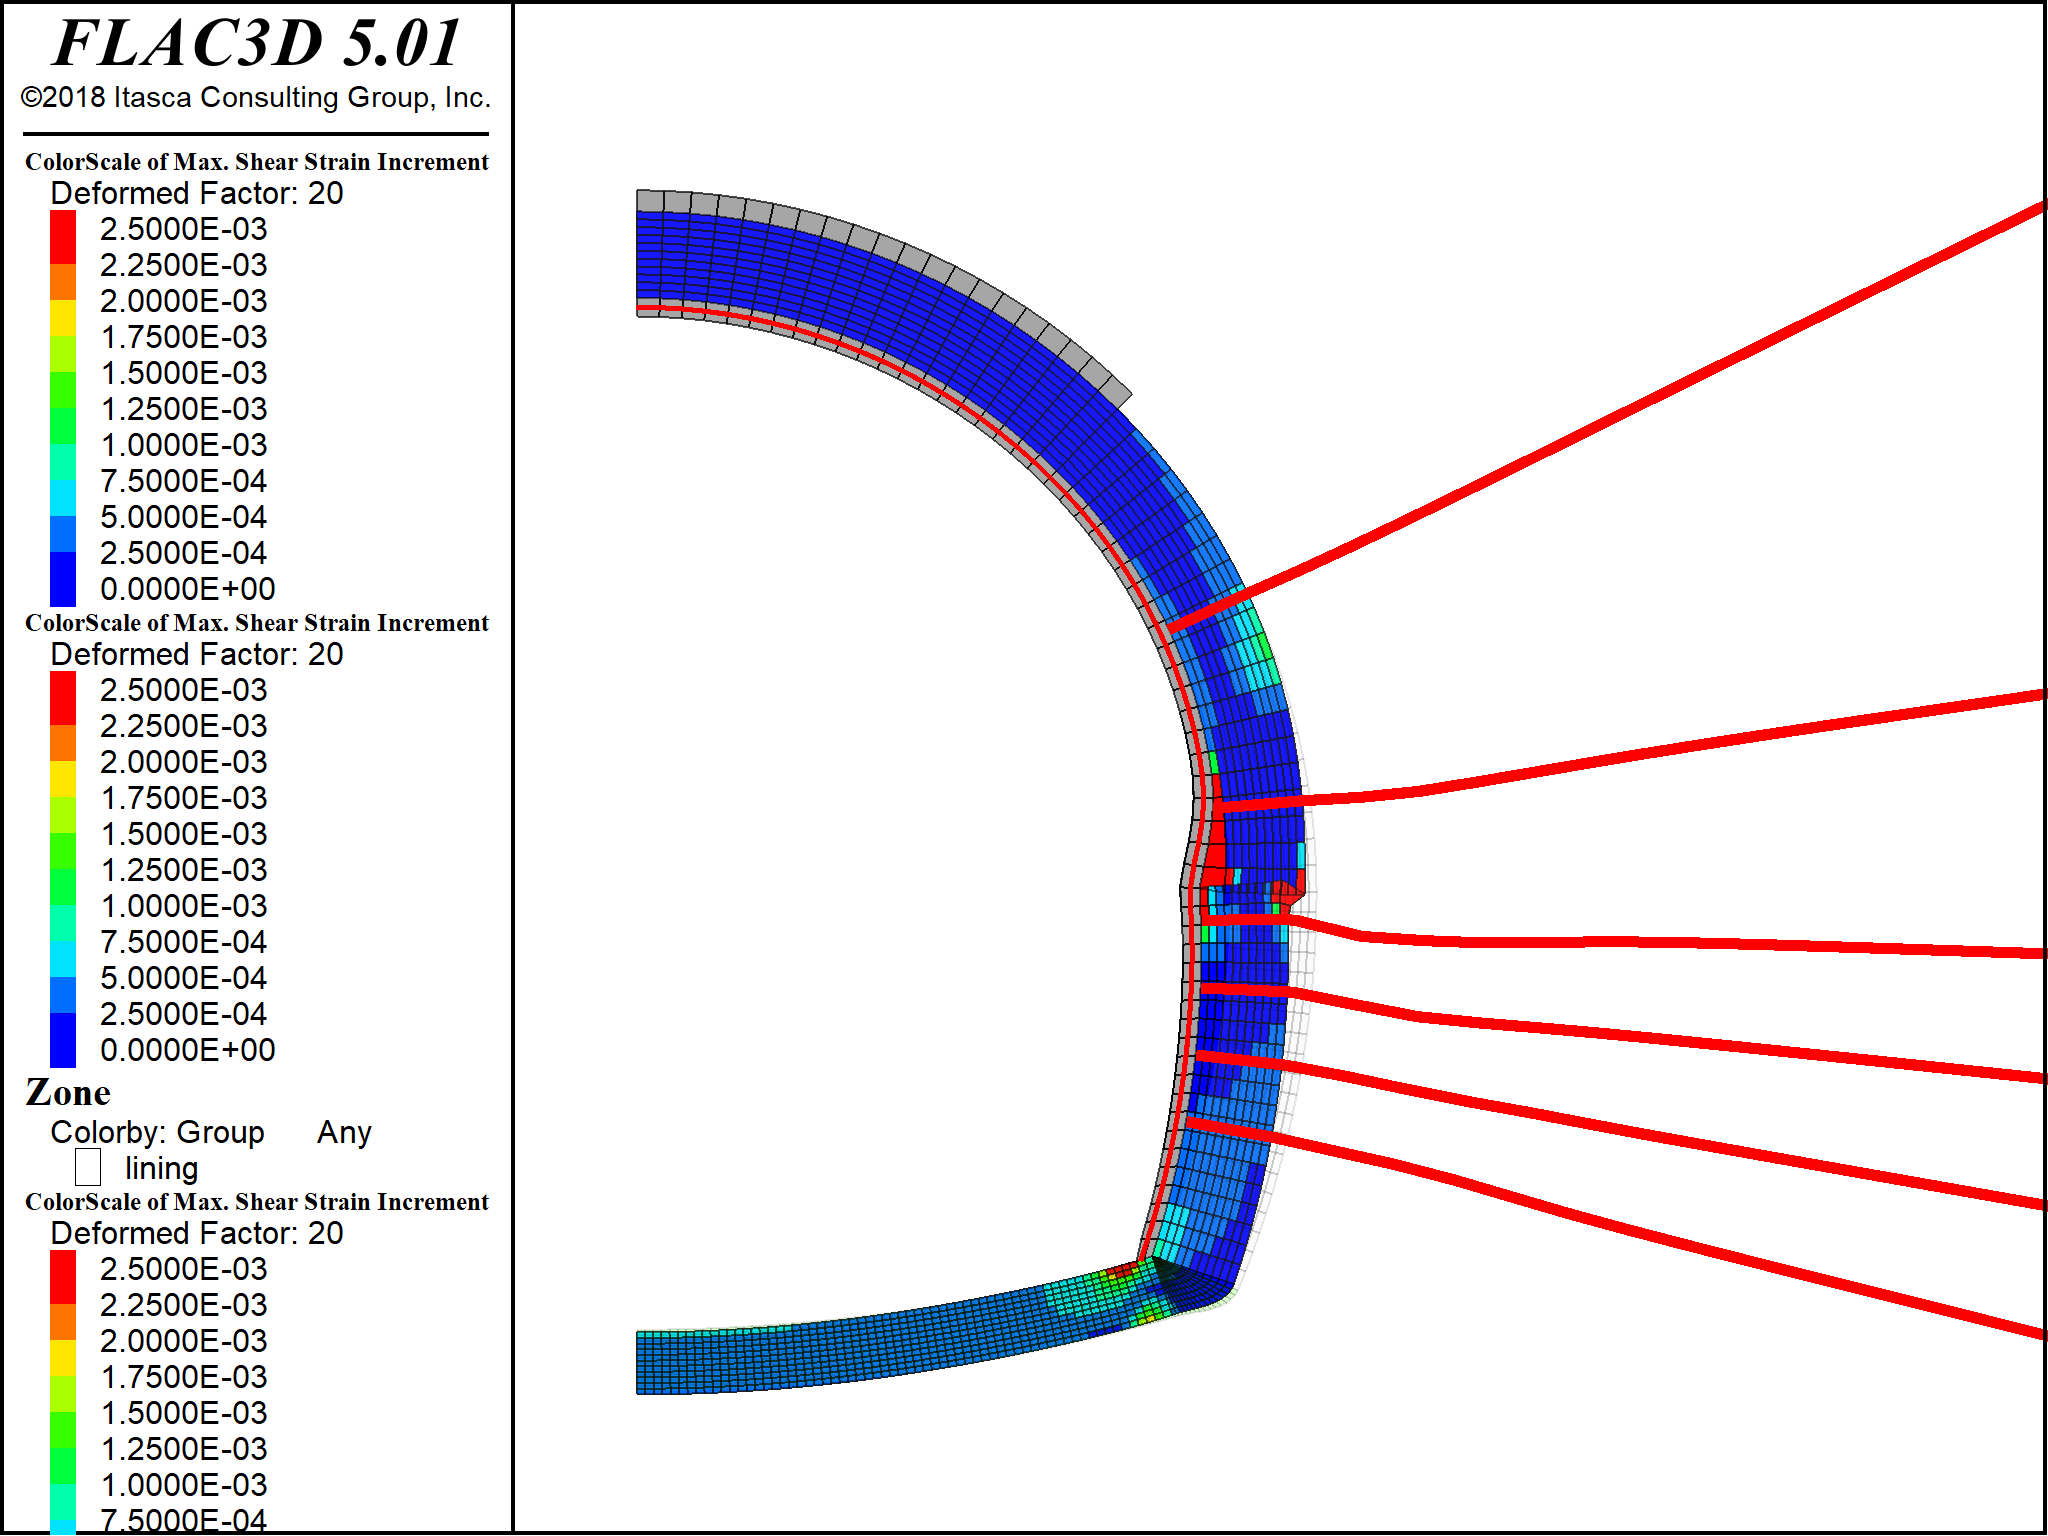 FLAC3D 5.01
©2018 Itasca Consulting Group, Inc.
ColorScale of Max. Shear Strain Increment
Deformed Factor: 20
2.5000E-03
2.2500E-03
2.0000E-03
1.7500E-03
1.5000E-03
1.2500E-03
1.0000E-03
7.5000E-04
5.0000E-04
2.5000E-04
0.0000E+00
ColorScale of Max. Shear Strain Increment
Deformed Factor: 20
2.5000E-03
2.2500E-03
2.0000E-03
1.7500E-03
1.5000E-03
1.2500E-03
1.0000E-03
7.5000E-04
5.0000E-04
2.5000E-04
0.0000E+00
Zone
Colorby: Group Any
lining
ColorScale of Max. Shear Strain Increment
Deformed Factor: 20
2.5000E-03
2.2500E-03
2.0000E-03
1.7500E-03
1.5000E-03
1.2500E-03
1.0000E-03
7.5000E-04